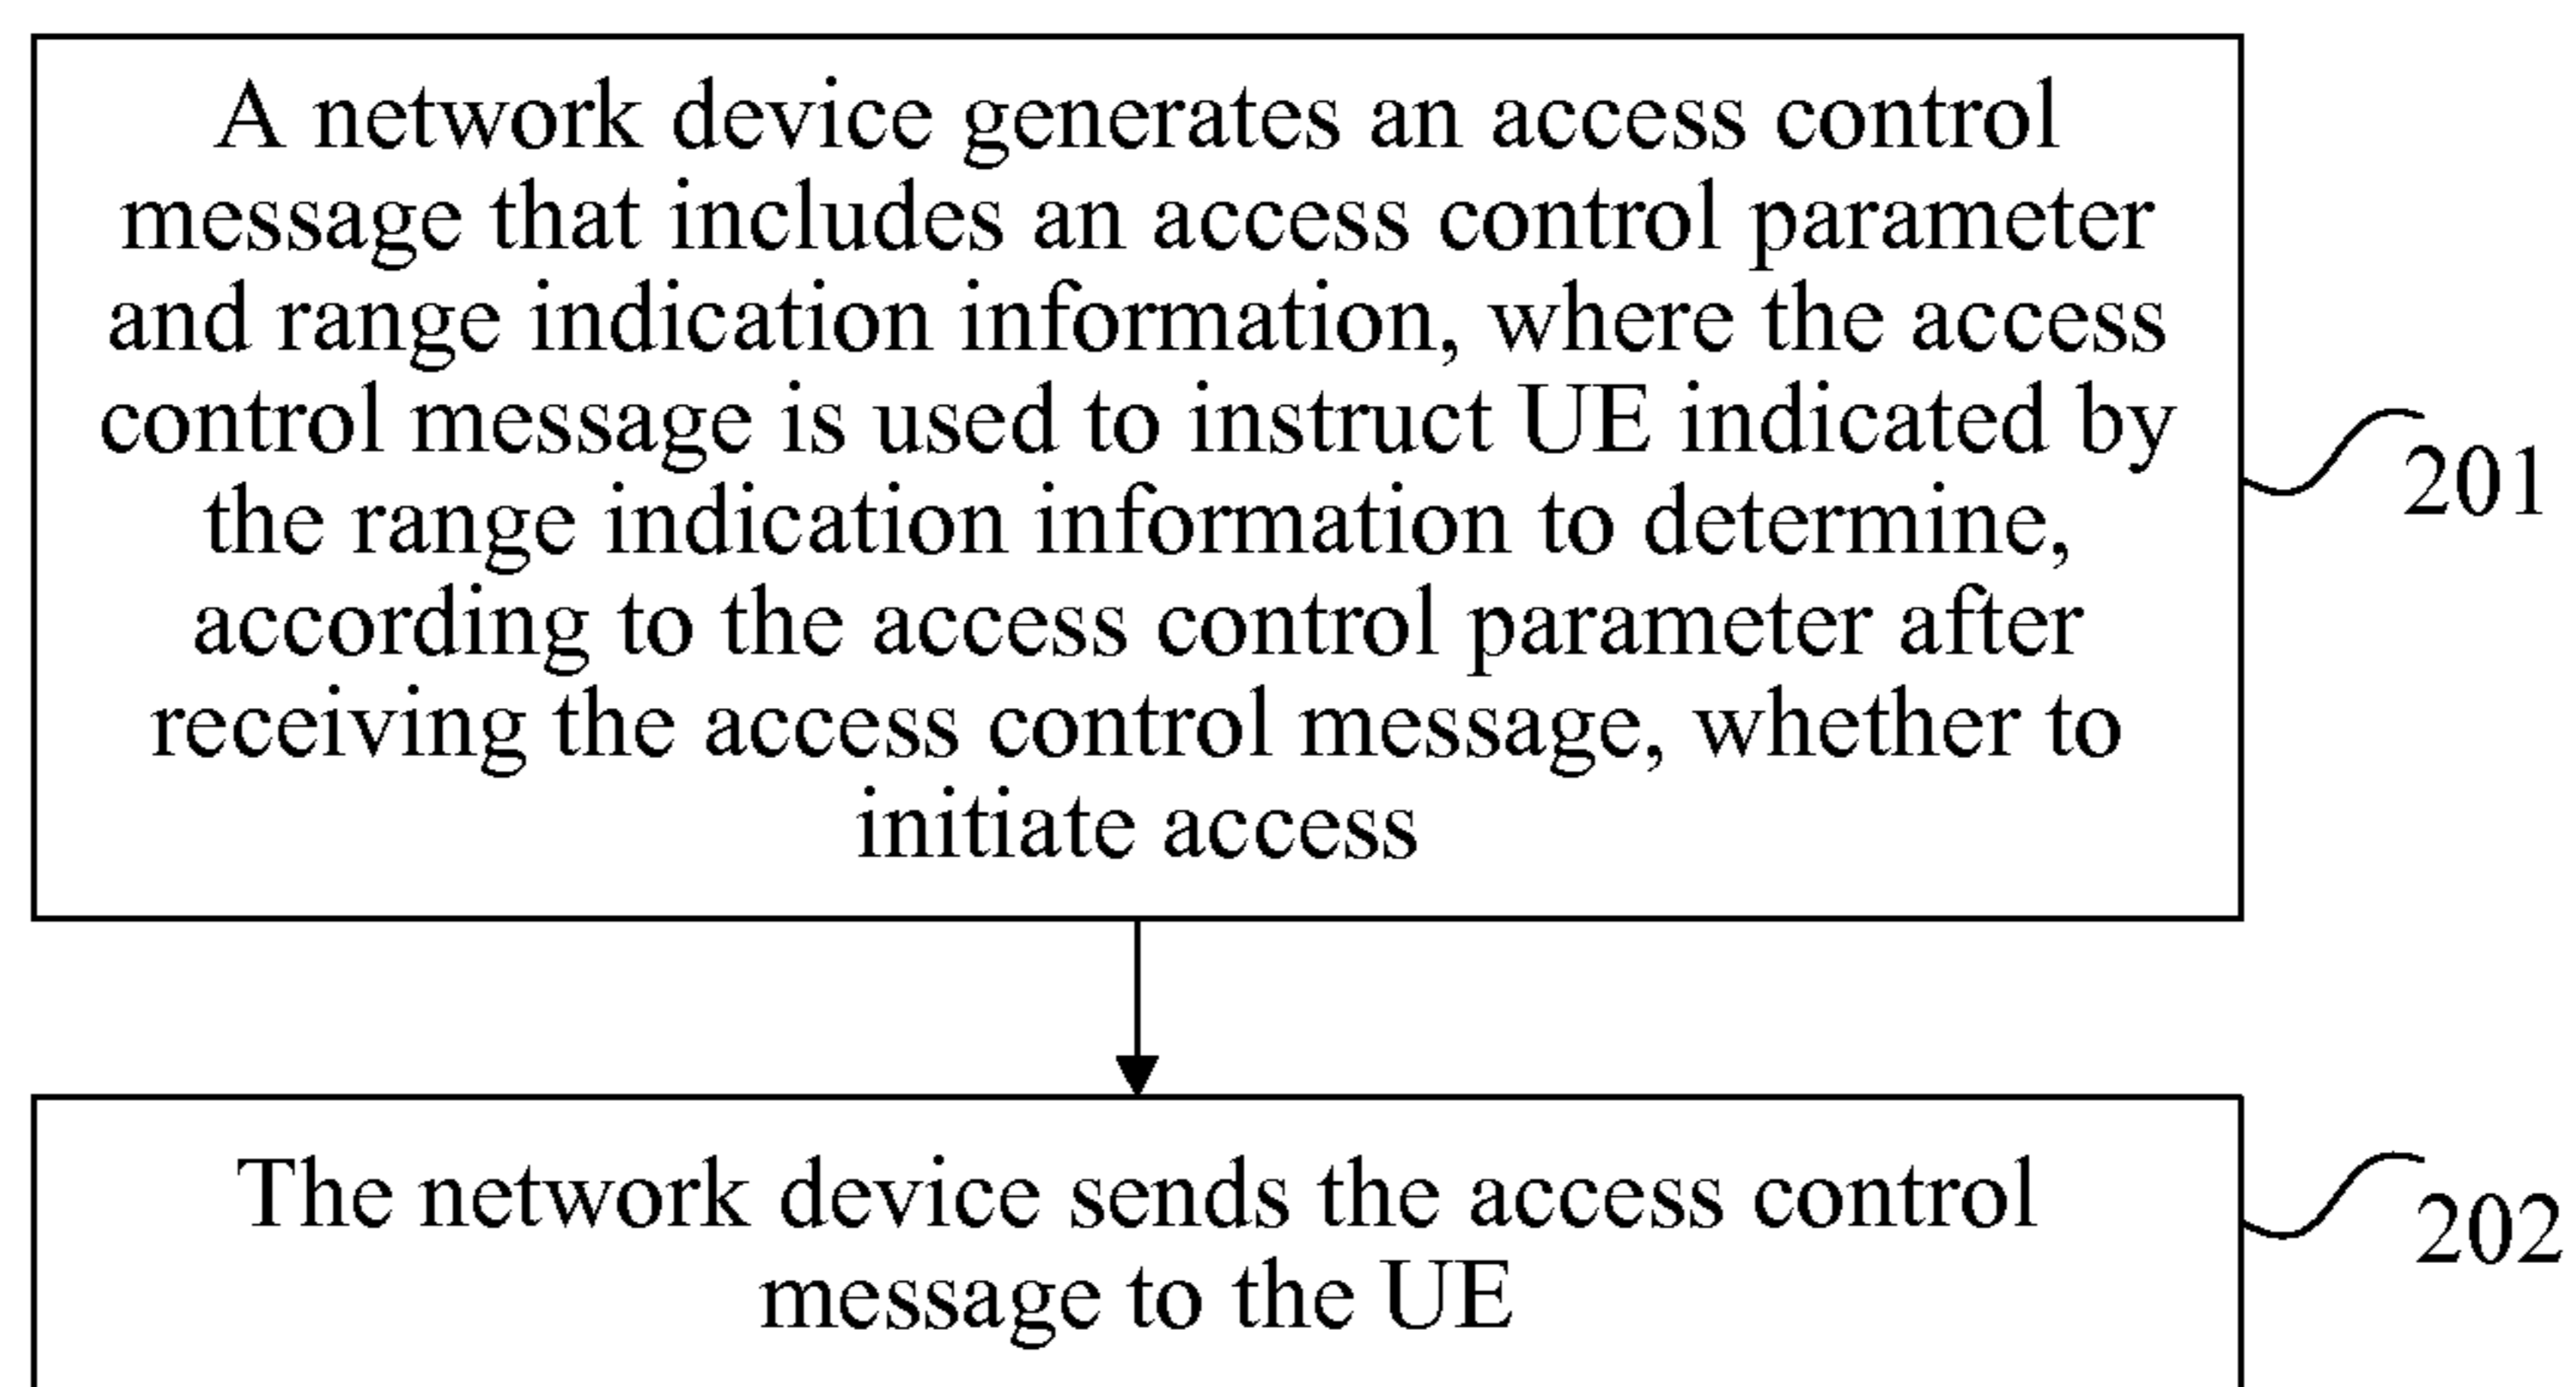 A network device generates an access control
message that includes an access control parameter
and range indication information, where the access
control message is used to instruct UE indicated by
the range indication information to determine,
according to the access control parameter after
receiving the access control message, whether to
initiate access
201
The network device sends the access control
message to the UE
202